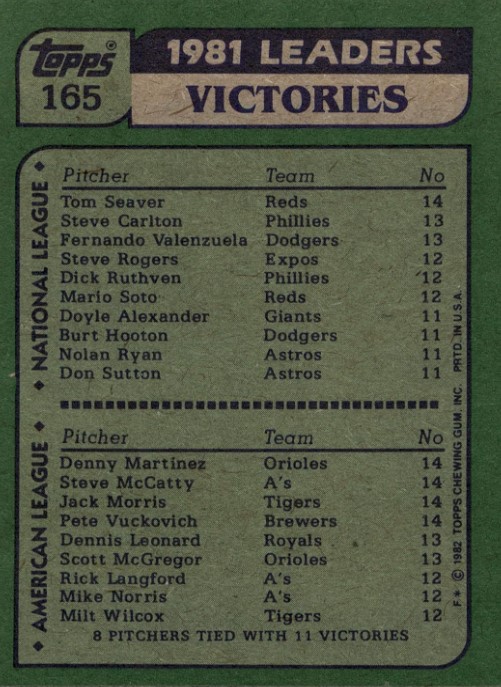 Topps®
165
1981 LEADERS
VICTORIES
NATIONAL LEAGUE
Pitcher Team No
Tom Seaver Reds 14
Steve Carlton Phillies 13
Fernando Valenzuela Dodgers 13
Steve Rogers Expos 12
Dick Ruthven Phillies 12
Mario Soto Reds 12
Doyle Alexander Giants 11
Burt Hooton Dodgers 11
Nolan Ryan Astros 11
Don Sutton Astros 11
AMERICAN LEAGUE
Pitcher Team No
Denny Martinez Orioles 14
Steve McCatty A's 14
Jack Morris Tigers 14
Pete Vuckovich Brewers 14
Dennis Leonard Royals 13
Scott McGregor Orioles 13
Rick Langford A's 12
Mike Norris A's 12
Milt Wilcox Tigers 12
8 PITCHERS TIED WITH 11 VICTORIES
F* © 1982 TOPPS CHEWING GUM, INC. PRTD. IN U.S.A.